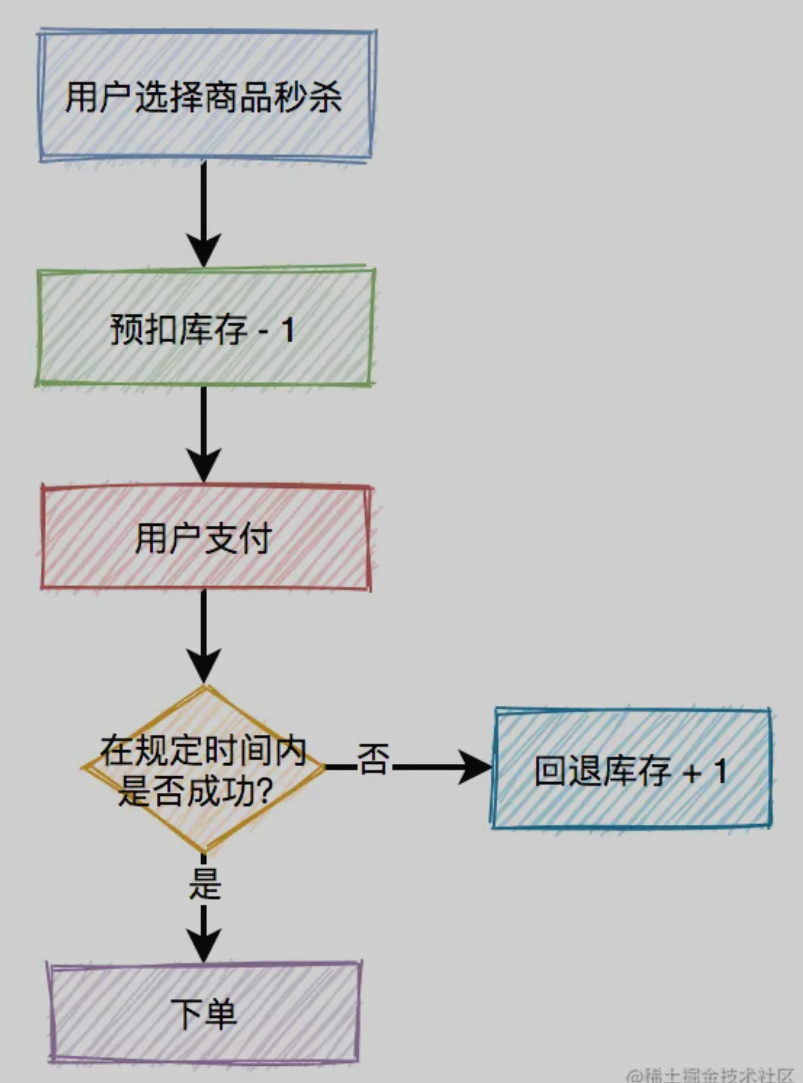 用户选择商品秒杀
预扣库存 - 1
用户支付
在规定时间内
是否成功?
否
回退库存 + 1
是
下单
@稀土掘金技术社区